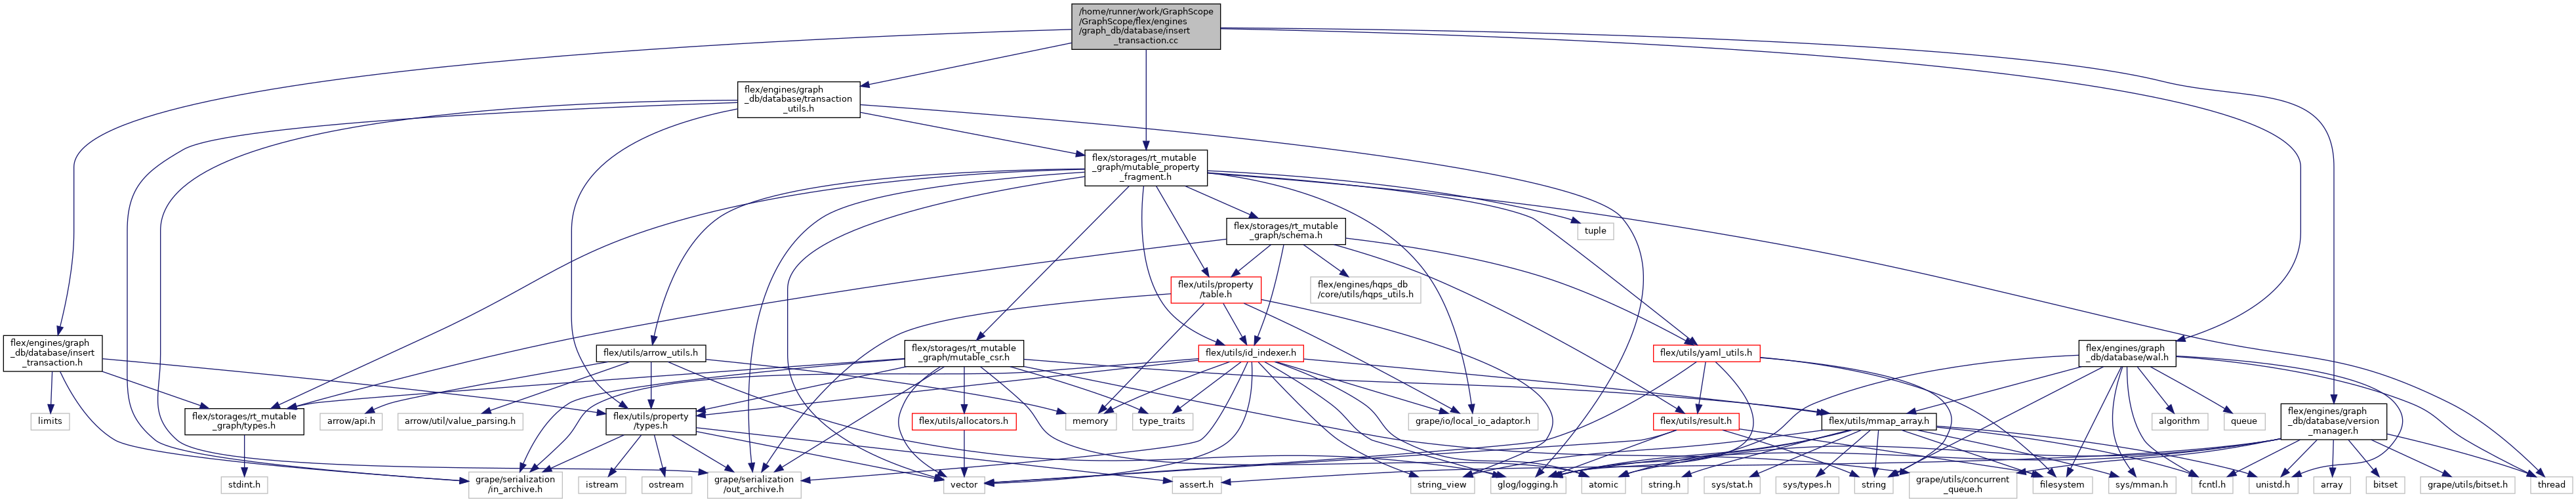 /home/runner/work/GraphScope
/GraphScope/flex/engines
/graph_db/database/insert
_transaction.cc
flex/engines/graph
_db/database/transaction
_utils.h
flex/storages/rt_mutable
_graph/mutable_property
_fragment.h
flex/storages/rt_mutable
_graph/schema.h
tuple
flex/utils/property
/table.h
flex/engines/hqps_db
/core/utils/hqps_utils.h
flex/engines/graph
_db/database/insert
_transaction.h
flex/utils/arrow_utils.h
flex/storages/rt_mutable
_graph/mutable_csr.h
flex/utils/id_indexer.h
flex/utils/yaml_utils.h
flex/engines/graph
_db/database/wal.h
limits
flex/storages/rt_mutable
_graph/types.h
arrow/api.h
arrow/util/value_parsing.h
flex/utils/property
/types.h
flex/utils/allocators.h
memory
type_traits
grape/io/local_io_adaptor.h
flex/utils/result.h
flex/utils/mmap_array.h
algorithm
queue
flex/engines/graph
_db/database/version
_manager.h
stdint.h
grape/serialization
/in_archive.h
istream
ostream
grape/serialization
/out_archive.h
vector
assert.h
string_view
glog/logging.h
atomic
string.h
sys/stat.h
sys/types.h
string
grape/utils/concurrent
_queue.h
filesystem
sys/mman.h
fcntl.h
unistd.h
array
bitset
grape/utils/bitset.h
thread